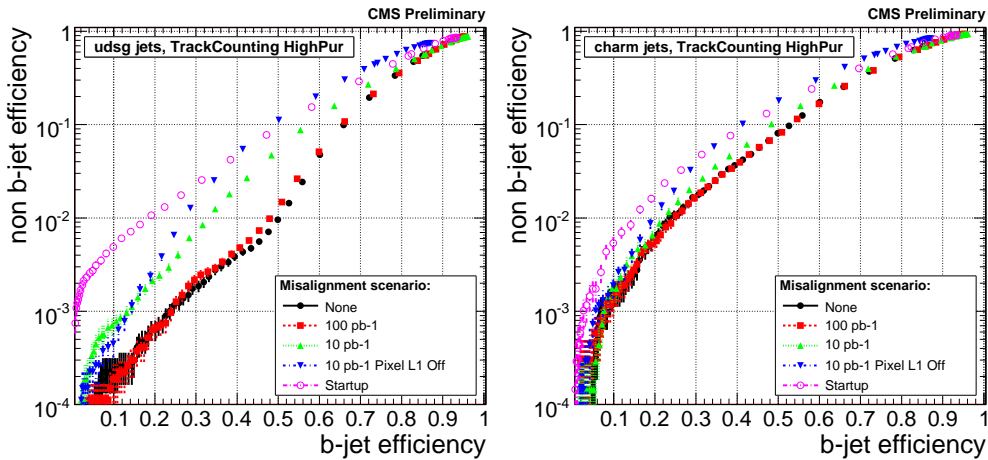 CMS Preliminary
udsg jets, TrackCounting HighPur
non b-jet efficiency
1
10-1
10-2
10-3
10-4
Misalignment scenario:
None
100 pb-1
10 pb-1
10 pb-1 Pixel L1 Off
Startup
0.1 0.2 0.3 0.4 0.5 0.6 0.7 0.8 0.9 1
b-jet efficiency
CMS Preliminary
charm jets, TrackCounting HighPur
non b-jet efficiency
1
10-1
10-2
10-3
10-4
Misalignment scenario:
None
100 pb-1
10 pb-1
10 pb-1 Pixel L1 Off
Startup
0.1 0.2 0.3 0.4 0.5 0.6 0.7 0.8 0.9 1
b-jet efficiency